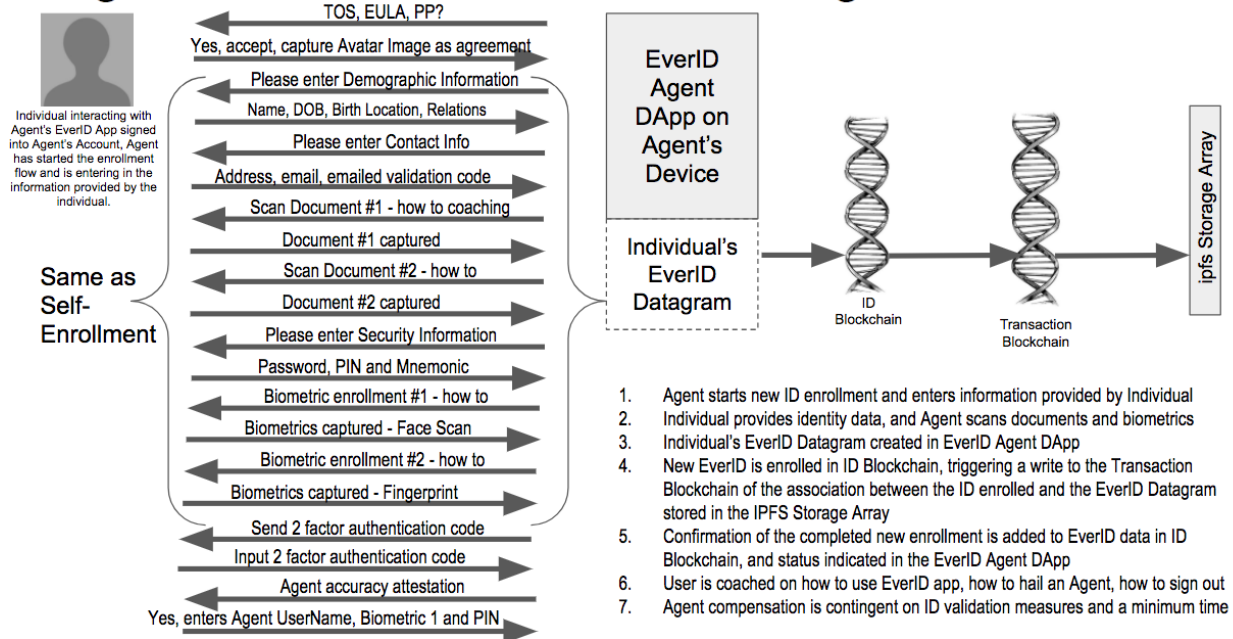 TOS, EULA, PP?
Yes, accept, capture Avatar Image as agreement
Please enter Demographic Information
Name, DOB, Birth Location, Relations
Please enter Contact Info
Address, email, emailed validation code
Scan Document #1 - how to coaching
Document #1 captured
Scan Document #2 - how to
Document #2 captured
Please enter Security Information
Password, PIN and Mnemonic
Biometric enrollment #1 - how to
Biometrics captured - Face Scan
Biometric enrollment #2 - how to
Biometrics captured - Fingerprint
Send 2 factor authentication code
Input 2 factor authentication code
Agent accuracy attestation
Yes, enters Agent UserName, Biometric 1 and PIN
Individual interacting with
Agent's EverID App signed
into Agent's Account, Agent
has started the enrollment
flow and is entering in the
information provided by the
individual.
Same as
Self-
Enrollment
EverID
Agent
DApp on
Agent's
Device
Individual's
EverID
Datagram
ID
Blockchain
Transaction
Blockchain
ipfs Storage Array
1. Agent starts new ID enrollment and enters information provided by Individual
2. Individual provides identity data, and Agent scans documents and biometrics
3. Individual's EverID Datagram created in EverID Agent DApp
4. New EverID is enrolled in ID Blockchain, triggering a write to the Transaction
Blockchain of the association between the ID enrolled and the EverID Datagram
stored in the IPFS Storage Array
5. Confirmation of the completed new enrollment is added to EverID data in ID
Blockchain, and status indicated in the EverID Agent DApp
6. User is coached on how to use EverID app, how to hail an Agent, how to sign out
7. Agent compensation is contingent on ID validation measures and a minimum time